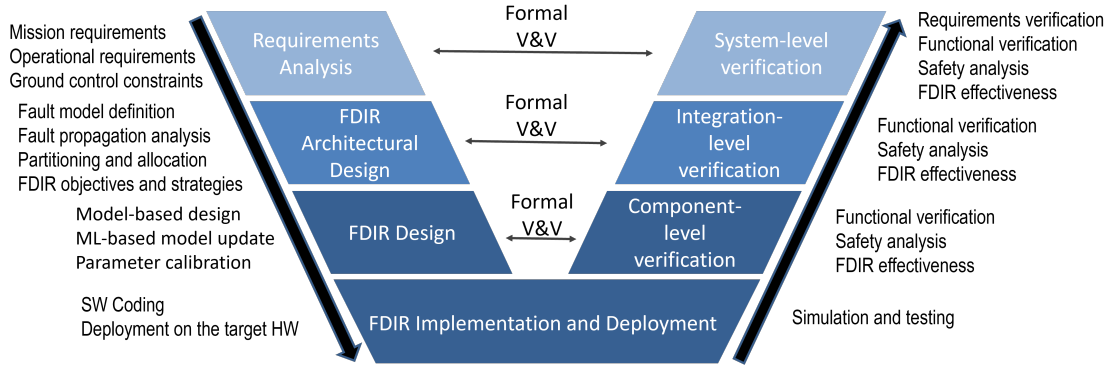 Mission requirements
Operational requirements
Ground control constraints
Requirements
Analysis
Formal
V&V
System-level
verification
Requirements verification
Functional verification
Safety analysis
FDIR effectiveness
Fault model definition
Fault propagation analysis
Partitioning and allocation
FDIR objectives and strategies
FDIR
Architectural
Design
Formal
V&V
Integration-
level
verification
Functional verification
Safety analysis
FDIR effectiveness
Model-based design
ML-based model update
Parameter calibration
FDIR Design
Formal
V&V
Component-
level
verification
Functional verification
Safety analysis
FDIR effectiveness
SW Coding
Deployment on the target HW
FDIR Implementation and Deployment
Simulation and testing